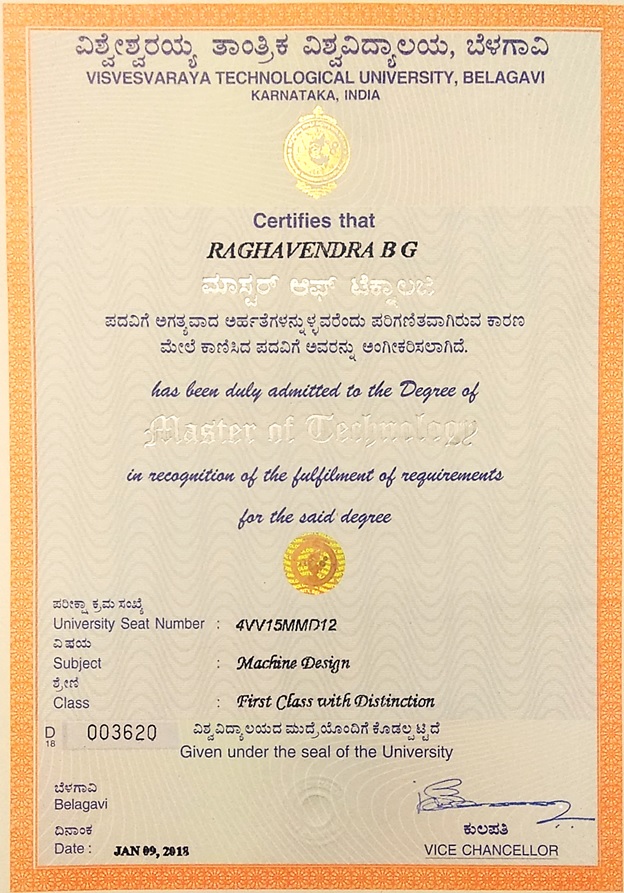 ವಿಶ್ವೇಶ್ವರಯ್ಯ ತಾಂತ್ರಿಕ ವಿಶ್ವವಿದ್ಯಾಲಯ, ಬೆಳಗಾವಿ
VISVESVARAYA TECHNOLOGICAL UNIVERSITY, BELAGAVI
KARNATAKA, INDIA
Certifies that
RAGHAVENDRA B G
ಮಾಸ್ಟರ್ ಆಫ್ ಟೆಕ್ನಾಲಜಿ
ಪದವಿಗೆ ಅಗತ್ಯವಾದ ಅರ್ಹತೆಗಳನ್ನುಳ್ಳವರೆಂದು ಪರಿಗಣಿತವಾಗಿರುವ ಕಾರಣ
ಮೇಲೆ ಕಾಣಿಸಿದ ಪದವಿಗೆ ಅವರನ್ನು ಅಂಗೀಕರಿಸಲಾಗಿದೆ.
has been duly admitted to the Degree of
Master of Technology
in recognition of the fulfilment of requirements
for the said degree
ಪರೀಕ್ಷಾ ಕ್ರಮ ಸಂಖ್ಯೆ
University Seat Number : 4VV15MMD12
ವಿಷಯ
Subject : Machine Design
ಶ್ರೇಣಿ
Class : First Class with Distinction
D 18 003620 ವಿಶ್ವವಿದ್ಯಾಲಯದ ಮುದ್ರೆಯೊಂದಿಗೆ ಕೊಡಲ್ಪಟ್ಟಿದೆ
Given under the seal of the University
ಬೆಳಗಾವಿ
Belagavi
ದಿನಾಂಕ ಕುಲಪತಿ
Date : JAN 09, 2018 VICE CHANCELLOR